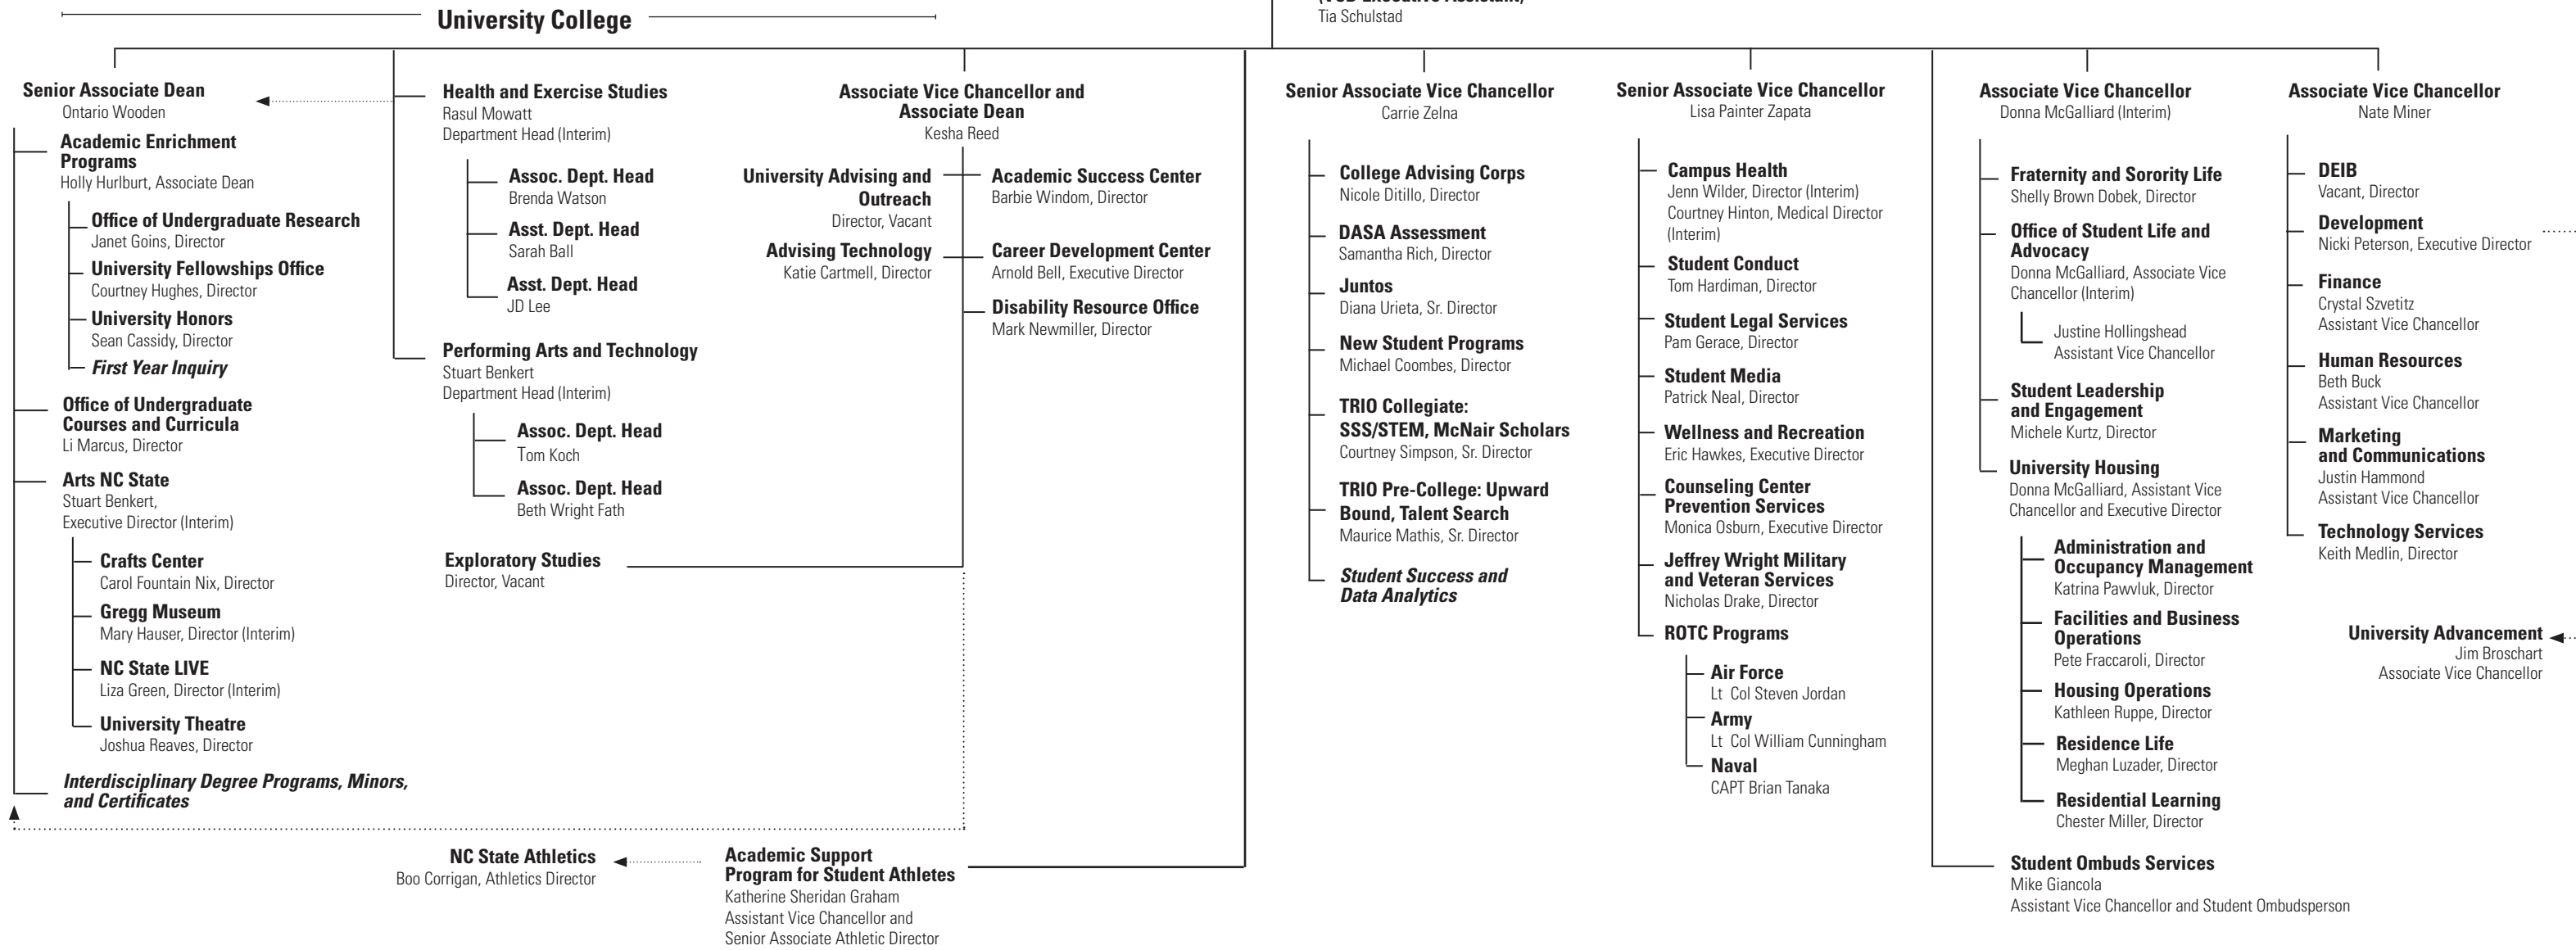 (VCD Executive Assistant)
Tia Schulstad
University College
Senior Associate Dean
Ontario Wooden
Academic Enrichment
Programs
Holly Hurlburt, Associate Dean
Office of Undergraduate Research
Janet Goins, Director
University Fellowships Office
Courtney Hughes, Director
University Honors
Sean Cassidy, Director
First Year Inquiry
Office of Undergraduate
Courses and Curricula
Li Marcus, Director
Arts NC State
Stuart Benkert,
Executive Director (Interim)
Crafts Center
Carol Fountain Nix, Director
Gregg Museum
Mary Hauser, Director (Interim)
NC State LIVE
Liza Green, Director (Interim)
University Theatre
Joshua Reaves, Director
Interdisciplinary Degree Programs, Minors,
and Certificates
Health and Exercise Studies
Rasul Mowatt
Department Head (Interim)
Assoc. Dept. Head
Brenda Watson
Asst. Dept. Head
Sarah Ball
Asst. Dept. Head
JD Lee
Performing Arts and Technology
Stuart Benkert
Department Head (Interim)
Assoc. Dept. Head
Tom Koch
Assoc. Dept. Head
Beth Wright Fath
Exploratory Studies
Director, Vacant
Associate Vice Chancellor and
Associate Dean
Kesha Reed
University Advising and
Outreach
Director, Vacant
Advising Technology
Katie Cartmell, Director
Academic Success Center
Barbie Windom, Director
Career Development Center
Arnold Bell, Executive Director
Disability Resource Office
Mark Newmiller, Director
NC State Athletics
Boo Corrigan, Athletics Director
Academic Support
Program for Student Athletes
Katherine Sheridan Graham
Assistant Vice Chancellor and
Senior Associate Athletic Director
Senior Associate Vice Chancellor
Carrie Zelna
College Advising Corps
Nicole Ditillo, Director
DASA Assessment
Samantha Rich, Director
Juntos
Diana Urieta, Sr. Director
New Student Programs
Michael Coombes, Director
TRIO Collegiate:
SSS/STEM, McNair Scholars
Courtney Simpson, Sr. Director
TRIO Pre-College: Upward
Bound, Talent Search
Maurice Mathis, Sr. Director
Student Success and
Data Analytics
Senior Associate Vice Chancellor
Lisa Painter Zapata
Campus Health
Jenn Wilder, Director (Interim)
Courtney Hinton, Medical Director
(Interim)
Student Conduct
Tom Hardiman, Director
Student Legal Services
Pam Gerace, Director
Student Media
Patrick Neal, Director
Wellness and Recreation
Eric Hawkes, Executive Director
Counseling Center
Prevention Services
Monica Osburn, Executive Director
Jeffrey Wright Military
and Veteran Services
Nicholas Drake, Director
ROTC Programs
Air Force
Lt Col Steven Jordan
Army
Lt Col William Cunningham
Naval
CAPT Brian Tanaka
Associate Vice Chancellor
Donna McGalliard (Interim)
Fraternity and Sorority Life
Shelly Brown Dobek, Director
Office of Student Life and
Advocacy
Donna McGalliard, Associate Vice
Chancellor (Interim)
Justine Hollingshead
Assistant Vice Chancellor
Student Leadership
and Engagement
Michele Kurtz, Director
University Housing
Donna McGalliard, Assistant Vice
Chancellor and Executive Director
Administration and
Occupancy Management
Katrina Pawvluk, Director
Facilities and Business
Operations
Pete Fraccaroli, Director
Housing Operations
Kathleen Ruppe, Director
Residence Life
Meghan Luzader, Director
Residential Learning
Chester Miller, Director
Student Ombuds Services
Mike Giancola
Assistant Vice Chancellor and Student Ombudsperson
Associate Vice Chancellor
Nate Miner
DEIB
Vacant, Director
Development
Nicki Peterson, Executive Director
Finance
Crystal Szvetitz
Assistant Vice Chancellor
Human Resources
Beth Buck
Assistant Vice Chancellor
Marketing
and Communications
Justin Hammond
Assistant Vice Chancellor
Technology Services
Keith Medlin, Director
University Advancement
Jim Broschart
Associate Vice Chancellor